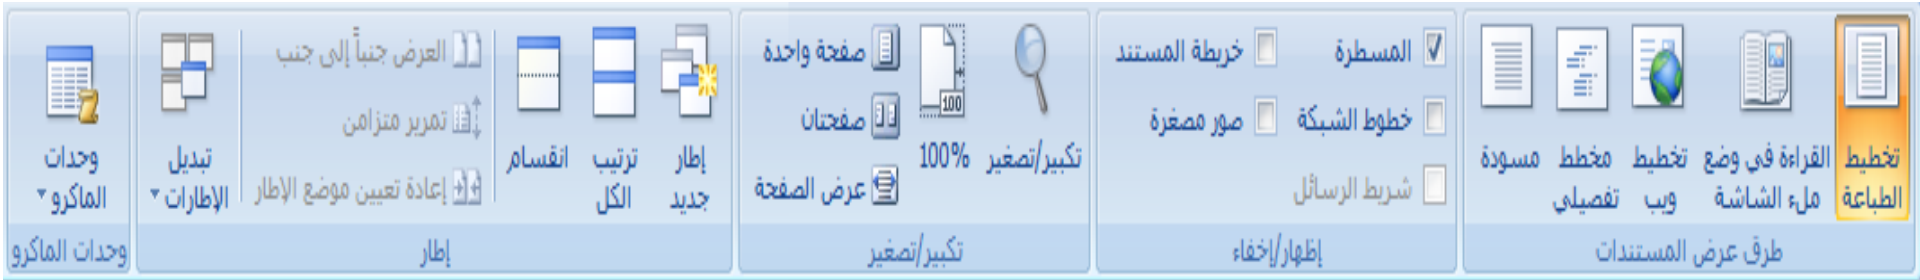 تخطيط
الطباعة
القراءة في وضع
ملء الشاشة
تخطيط
ويب
مخطط
تفصيلي
مسودة
طرق عرض المستندات
المسطرة
خطوط الشبكة
شريط الرسائل
خريطة المستند
صور مصغرة
إظهار/إخفاء
تكبير/تصغير
100
100%
صفحة واحدة
صفحتان
عرض الصفحة
تكبير/تصغير
إطار
جديد
ترتيب
الكل
انقسام
العرض جنباً إلى جنب
تمرير متزامن
إعادة تعيين موضع الإطار
تبديل
الإطارات
إطار
وحدات
الماكرو
وحدات الماكرو